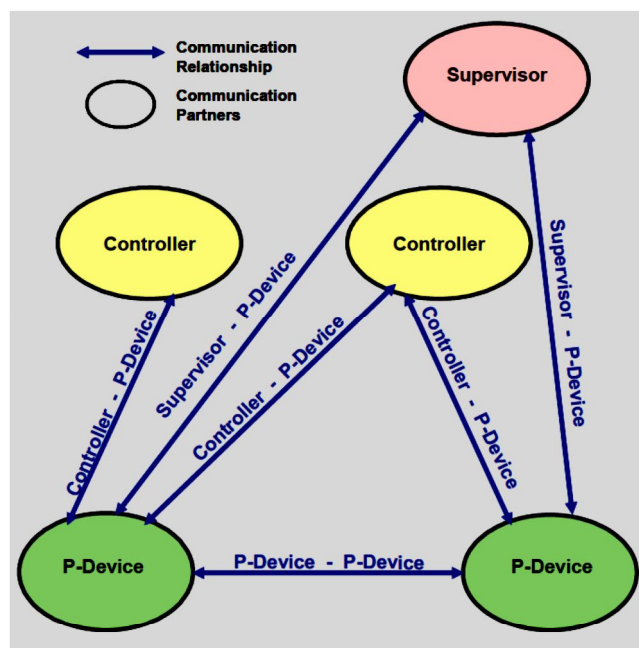 Communication
Relationship
Communication
Partners
Supervisor
Controller
Controller
Controller - P-Device
Supervisor - P-Device
Controller - P-Device
Controller - P-Device
Supervisor - P-Device
P-Device
P-Device - P-Device
P-Device